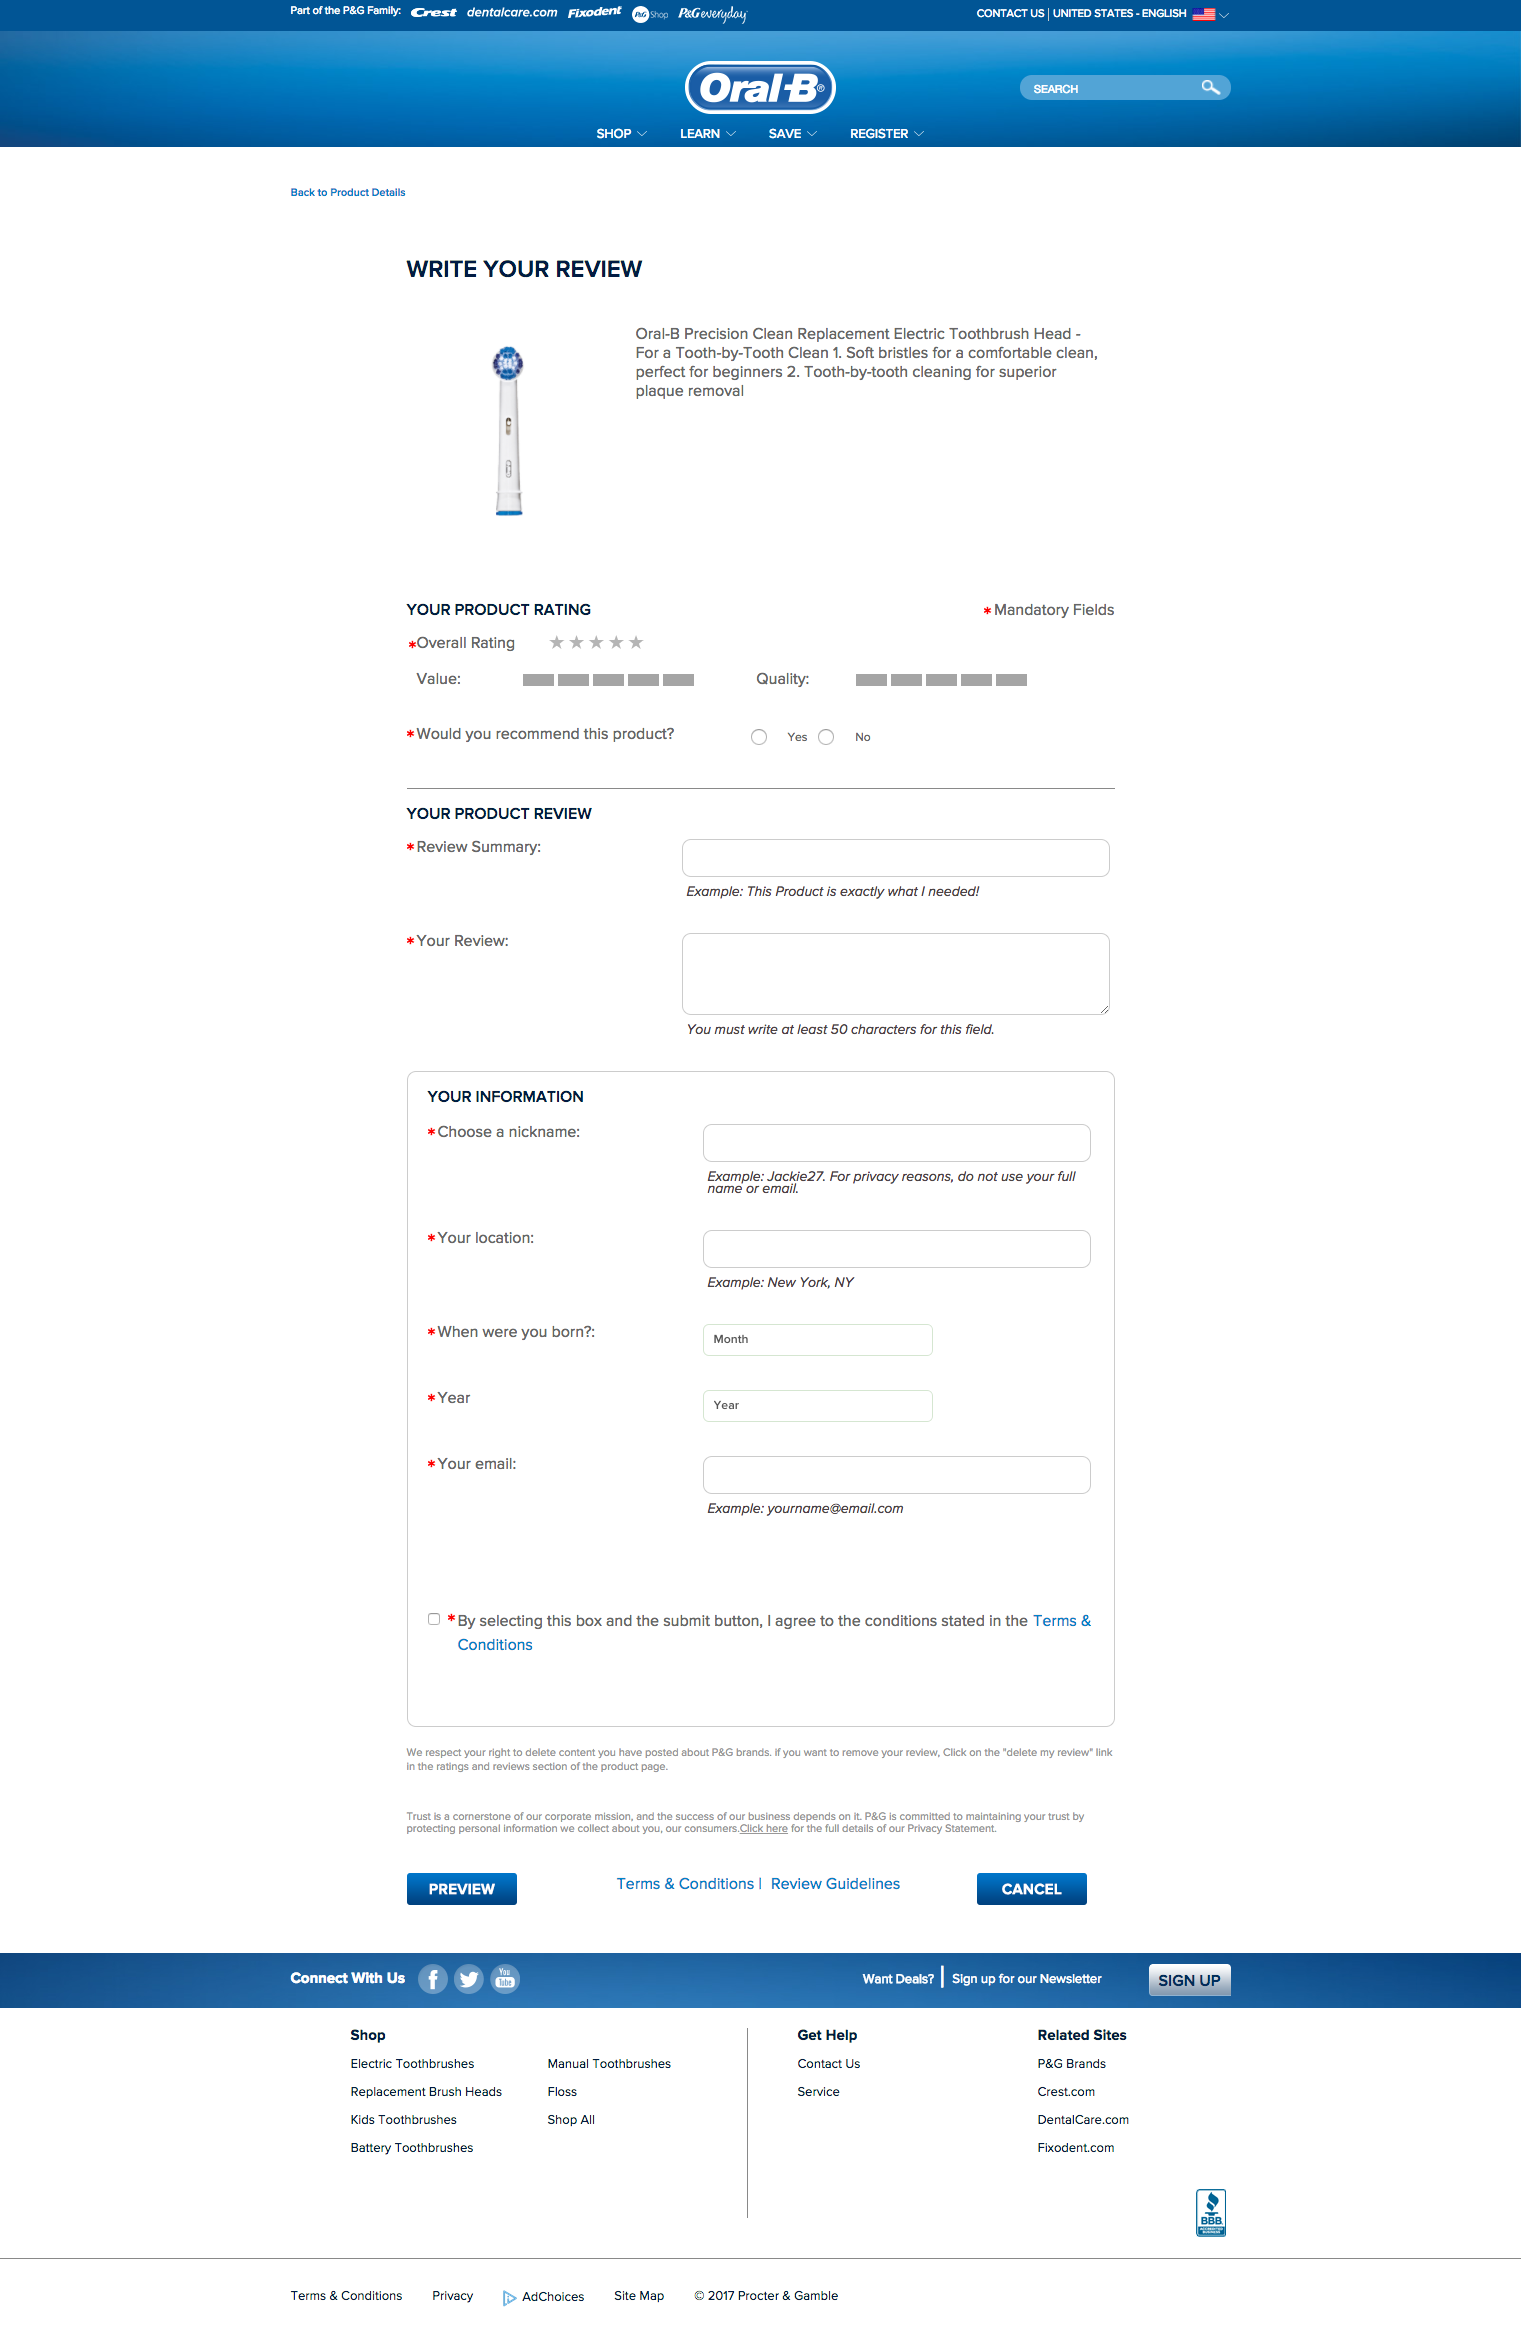 Part of the P&G Family: Crest dentalcare.com Fixodent P&G Shop P&G everyday
CONTACT US | UNITED STATES - ENGLISH
Oral-B®
SEARCH
SHOP LEARN SAVE REGISTER
Back to Product Details
WRITE YOUR REVIEW
Oral-B Precision Clean Replacement Electric Toothbrush Head -
For a Tooth-by-Tooth Clean 1. Soft bristles for a comfortable clean,
perfect for beginners 2. Tooth-by-tooth cleaning for superior
plaque removal
YOUR PRODUCT RATING
* Mandatory Fields
*Overall Rating
Value:
Quality:
*Would you recommend this product? Yes No
YOUR PRODUCT REVIEW
*Review Summary:
Example: This Product is exactly what I needed!
*Your Review:
You must write at least 50 characters for this field.
YOUR INFORMATION
*Choose a nickname:
Example: Jackie27. For privacy reasons, do not use your full
name or email.
*Your location:
Example: New York, NY
*When were you born?: Month
*Year Year
*Your email:
Example: yourname@email.com
*By selecting this box and the submit button, I agree to the conditions stated in the Terms &
Conditions
We respect your right to delete content you have posted about P&G brands. if you want to remove your review, Click on the "delete my review" link
in the ratings and reviews section of the product page.
Trust is a cornerstone of our corporate mission, and the success of our business depends on it. P&G is committed to maintaining your trust by
protecting personal information we collect about you, our consumers.Click here for the full details of our Privacy Statement.
PREVIEW
Terms & Conditions | Review Guidelines
CANCEL
Connect With Us
You Tube
Want Deals? | Sign up for our Newsletter
SIGN UP
Shop
Electric Toothbrushes
Replacement Brush Heads
Kids Toothbrushes
Battery Toothbrushes
Manual Toothbrushes
Floss
Shop All
Get Help
Contact Us
Service
Related Sites
P&G Brands
Crest.com
DentalCare.com
Fixodent.com
BBB
ACCREDITED
BUSINESS
Terms & Conditions Privacy AdChoices Site Map © 2017 Procter & Gamble